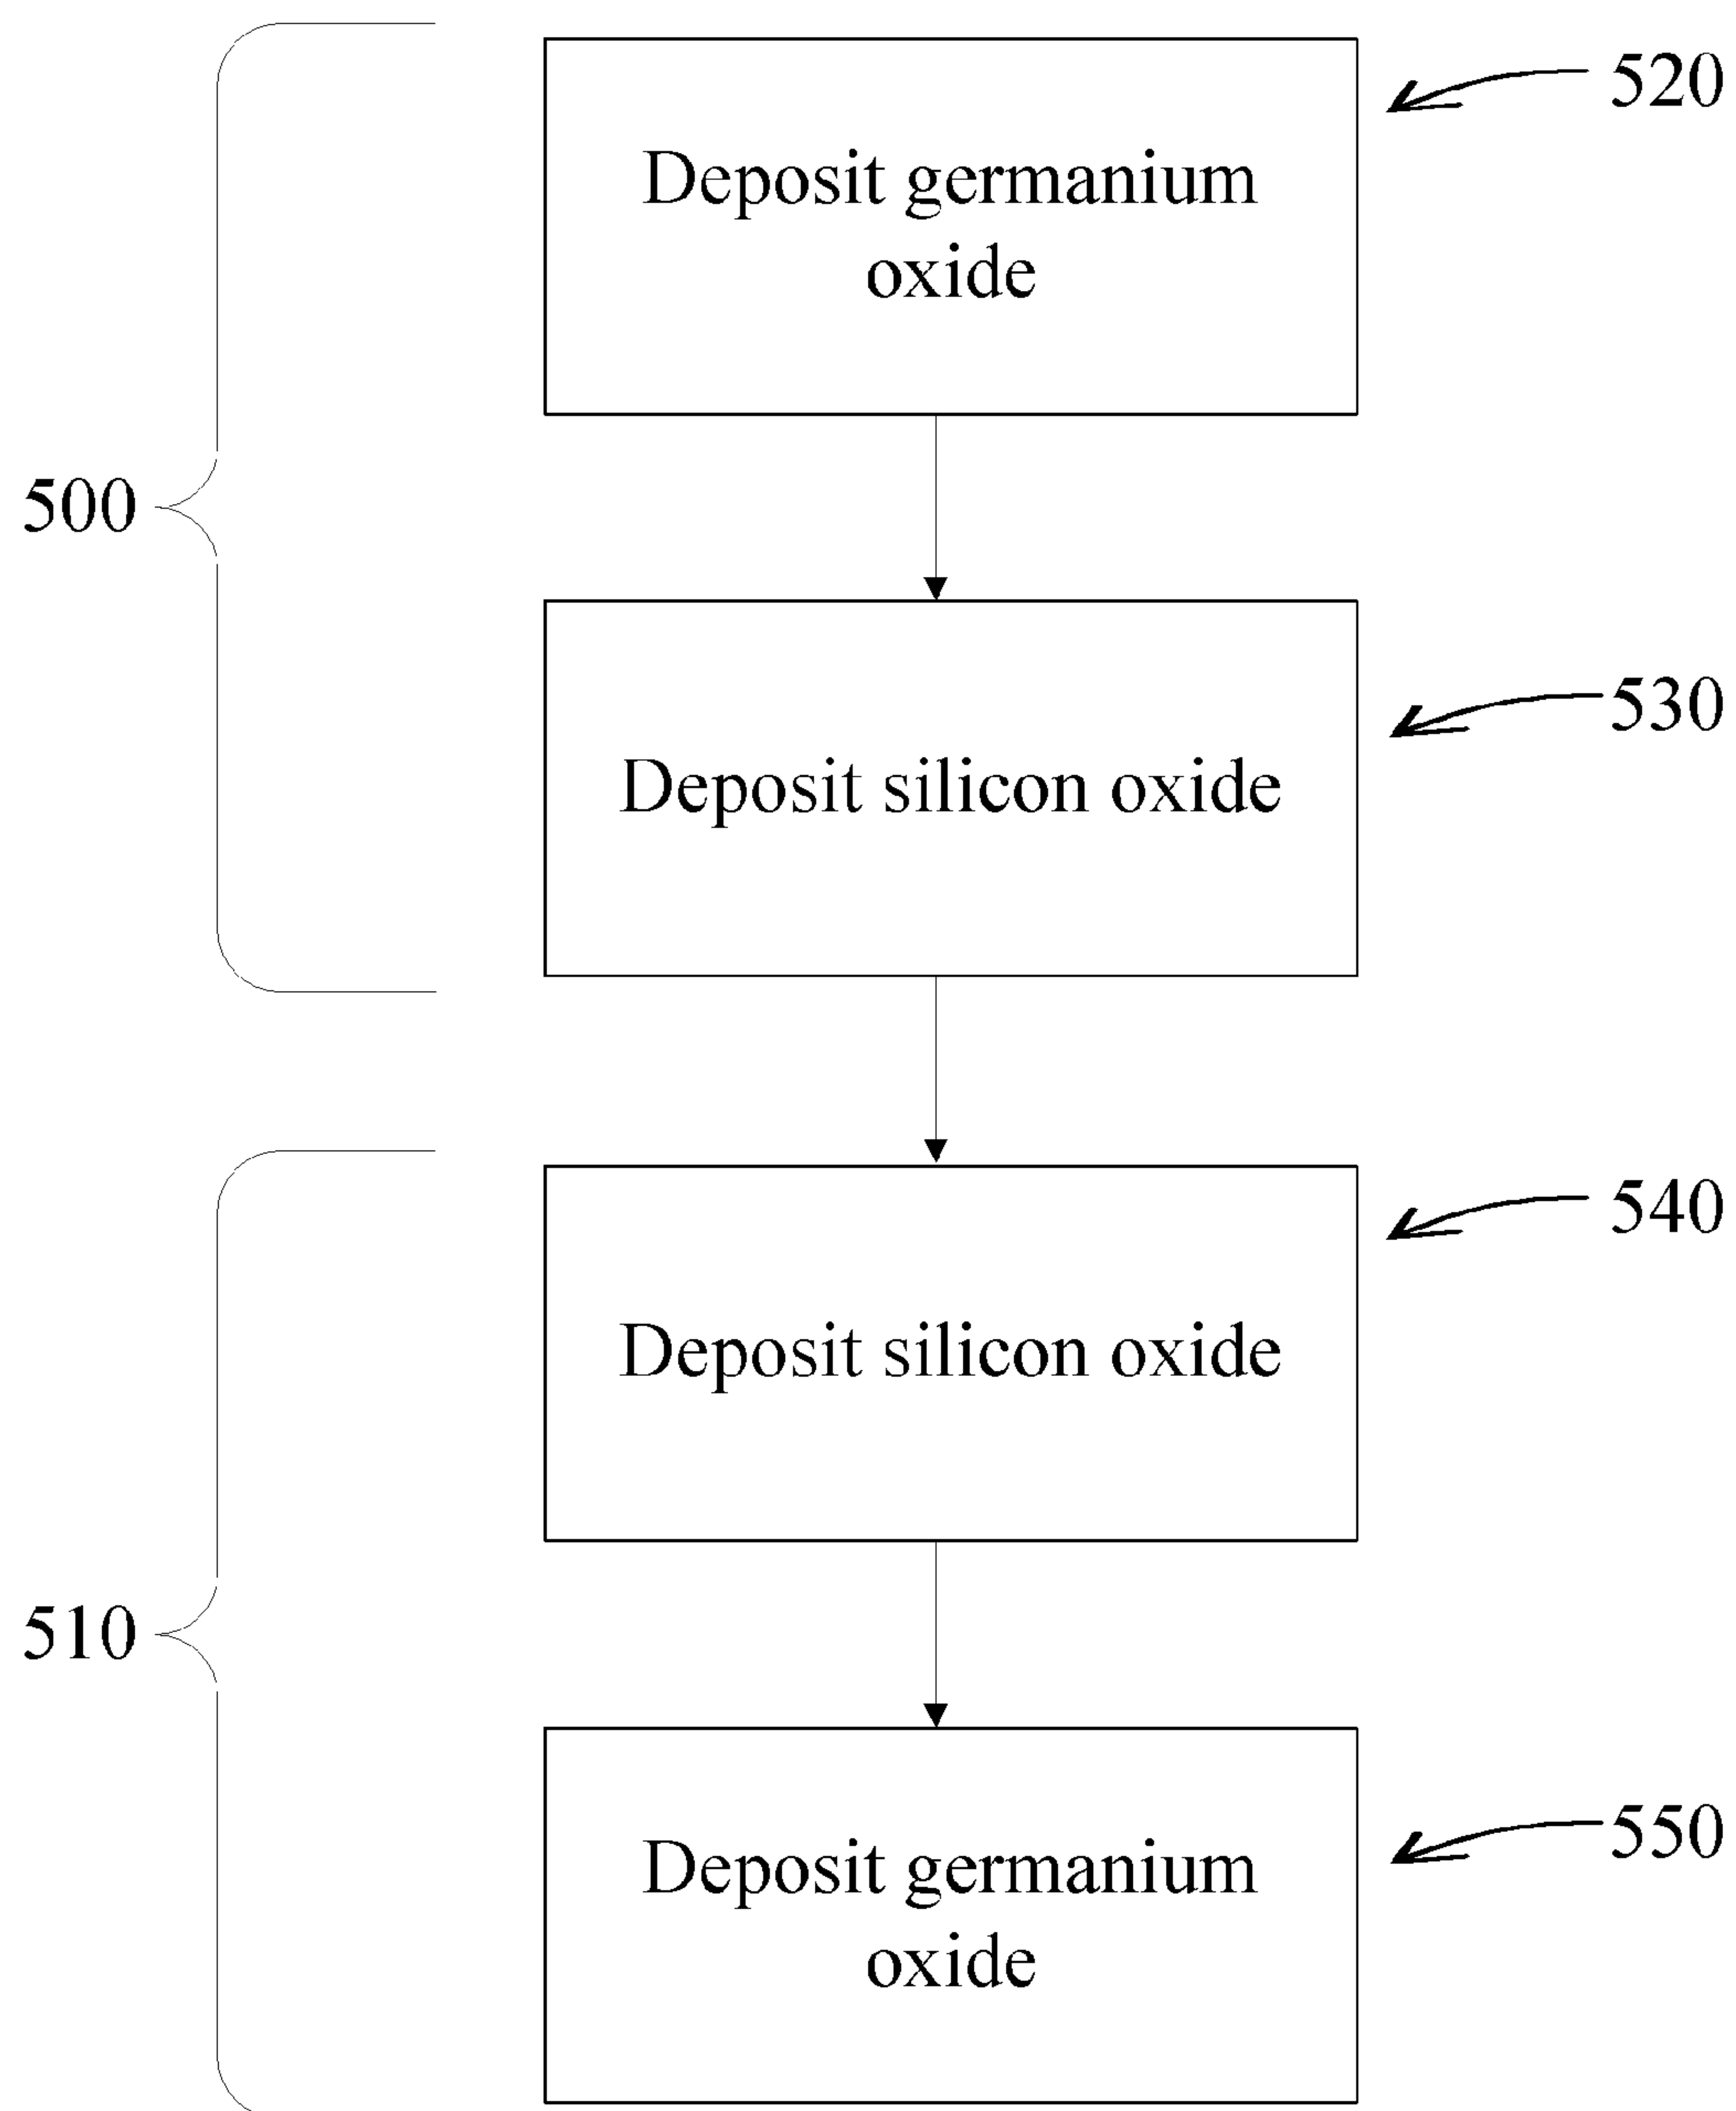 520
Deposit germanium
oxide
500
530
Deposit silicon oxide
540
Deposit silicon oxide
510
550
Deposit germanium
oxide